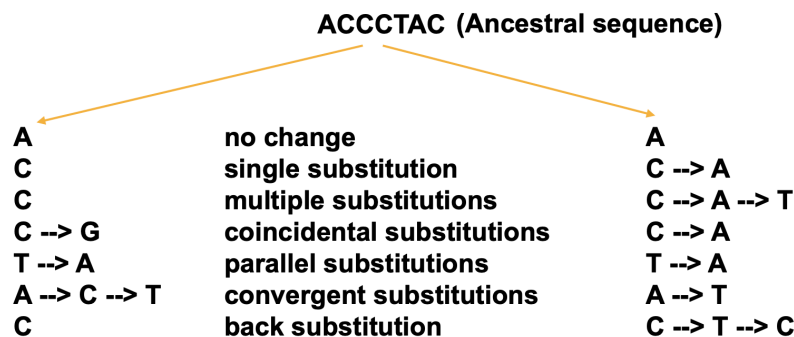 ACCCTAC (Ancestral sequence)
A no change A
C single substitution C --> A
C multiple substitutions C --> A --> T
C --> G coincidental substitutions C --> A
T --> A parallel substitutions T --> A
A --> C --> T convergent substitutions A --> T
C back substitution C --> T --> C